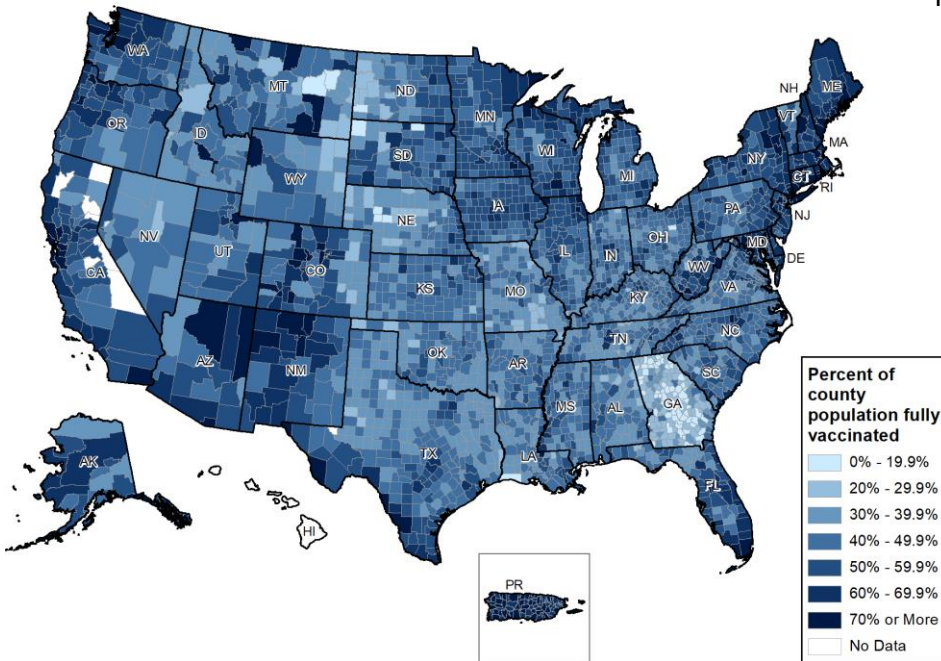 WA
MT
ND
MN
ME
NH
VT
OR
ID
SD
WI
MI
NY
MA
CT
RI
WY
NE
IA
PA
NJ
NV
UT
CO
IL
IN
OH
MD
DE
WV
CA
KS
MO
KY
VA
AZ
NM
OK
AR
TN
NC
SC
MS
AL
GA
TX
LA
FL
AK
HI
PR
Percent of
county
population fully
vaccinated
0% - 19.9%
20% - 29.9%
30% - 39.9%
40% - 49.9%
50% - 59.9%
60% - 69.9%
70% or More
No Data